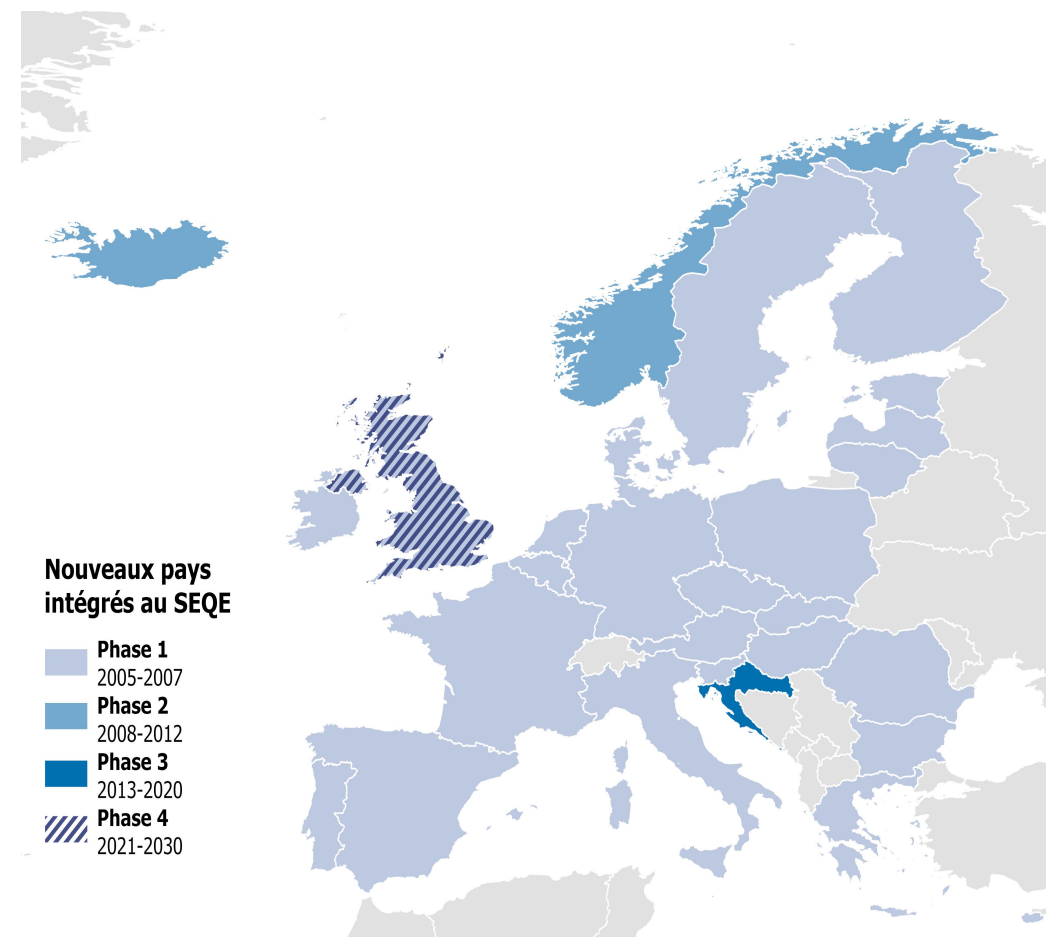 Nouveaux pays
intégrés au SEQE
Phase 1
2005-2007
Phase 2
2008-2012
Phase 3
2013-2020
Phase 4
2021-2030